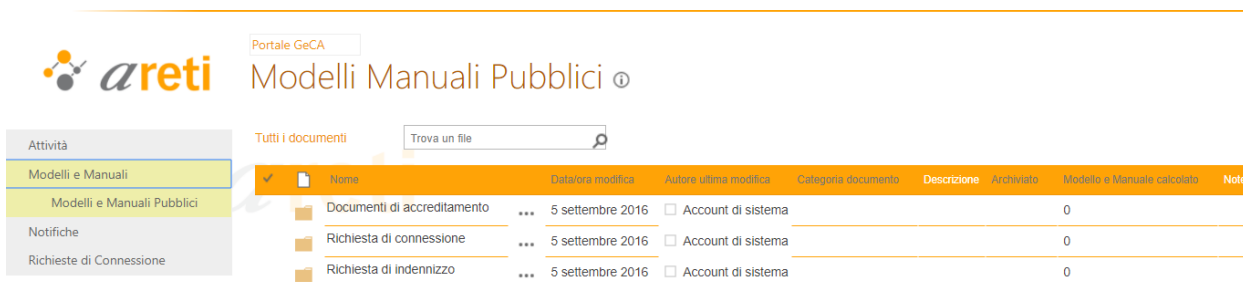 Portale GeCA
areti
Modelli Manuali Pubblici
Tutti i documenti
Trova un file
Attività
Modelli e Manuali
Modelli e Manuali Pubblici
Notifiche
Richieste di Connessione
Nome Data/ora modifica Autore ultima modifica Categoria documento Descrizione Archiviato Modello e Manuale calcolato Note
Documenti di accreditamento ... 5 settembre 2016 Account di sistema 0
Richiesta di connessione ... 5 settembre 2016 Account di sistema 0
Richiesta di indennizzo ... 5 settembre 2016 Account di sistema 0